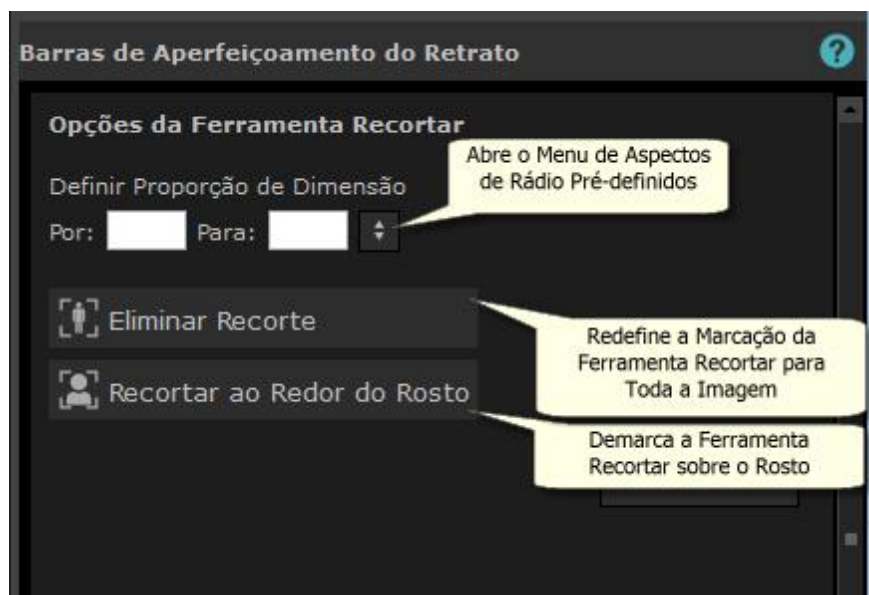 Barras de Aperfeiçoamento do Retrato
?
Opções da Ferramenta Recortar
Abre o Menu de Aspectos
de Rádio Pré-definidos
Definir Proporção de Dimensão
Por: Para:
Eliminar Recorte
Redefine a Marcação da
Ferramenta Recortar para
Toda a Imagem
Recortar ao Redor do Rosto
Demarca a Ferramenta
Recortar sobre o Rosto